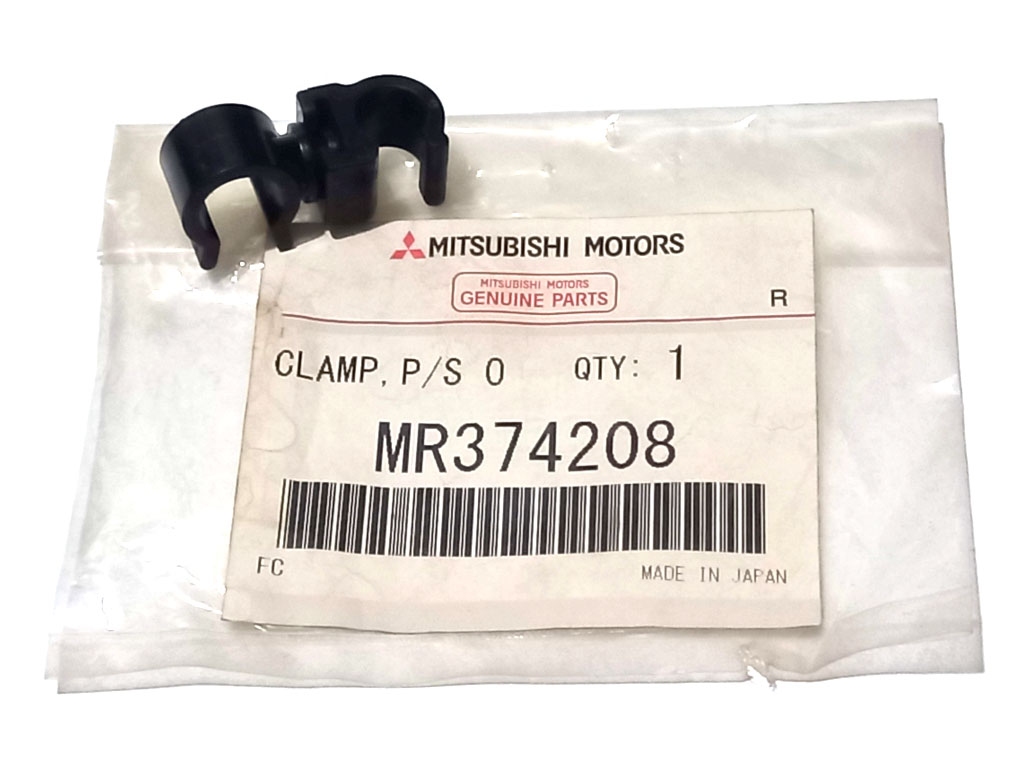 MITSUBISHI MOTORS
MITSUBISHI MOTORS
GENUINE PARTS
R
CLAMP, P/S O QTY: 1
MR374208
FC MADE IN JAPAN